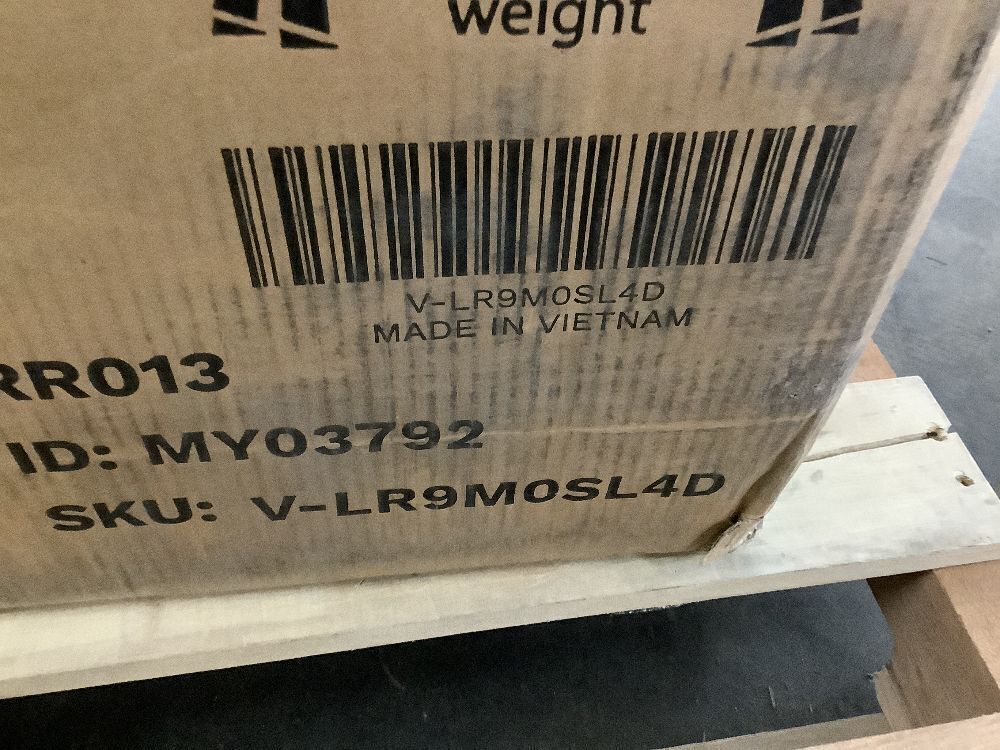 weight
V-LR9M0SL4D
MADE IN VIETNAM
RR013
ID: MY03792
SKU: V-LR9M0SL4D